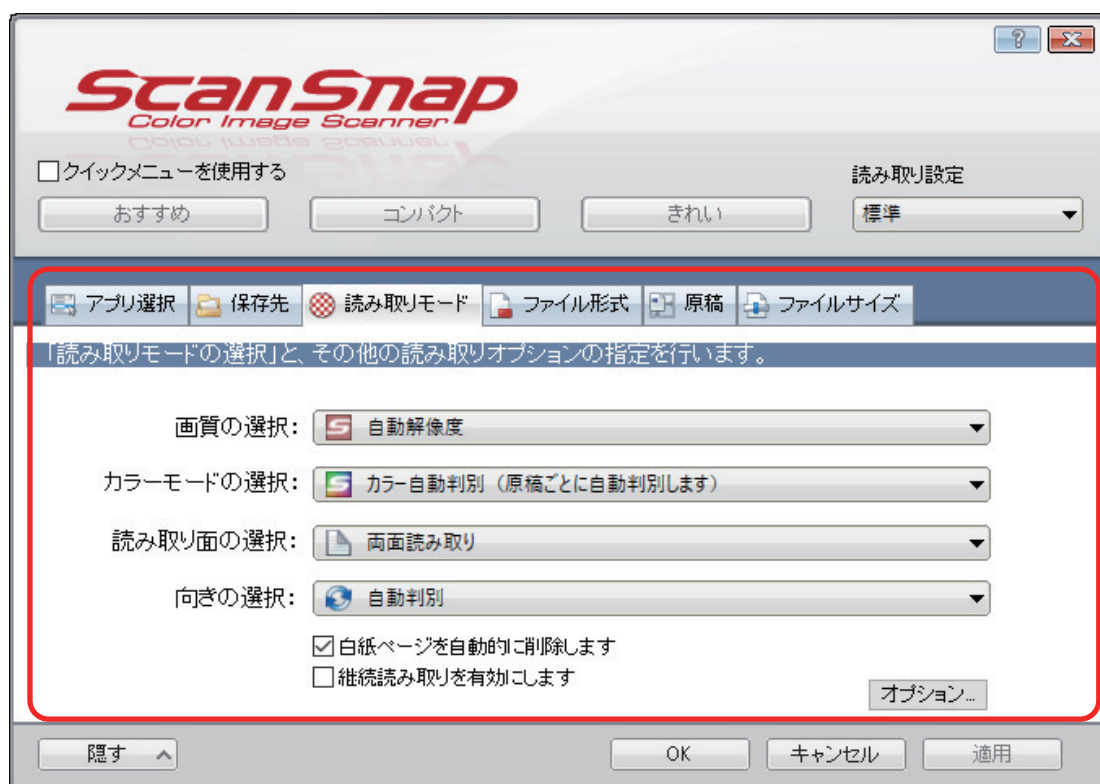 ScanSnap
Color Image Scanner
クイックメニューを使用する
読み取り設定
おすすめ
コンパクト
きれい
標準
アプリ選択
保存先
読み取りモード
ファイル形式
原稿
ファイルサイズ
「読み取りモードの選択」と、その他の読み取りオプションの指定を行います。
画質の選択:
自動解像度
カラーモードの選択:
カラー自動判別（原稿ごとに自動判別します）
読み取り面の選択:
両面読み取り
向きの選択:
自動判別
白紙ページを自動的に削除します
継続読み取りを有効にします
オプション...
隠す
OK
キャンセル
適用